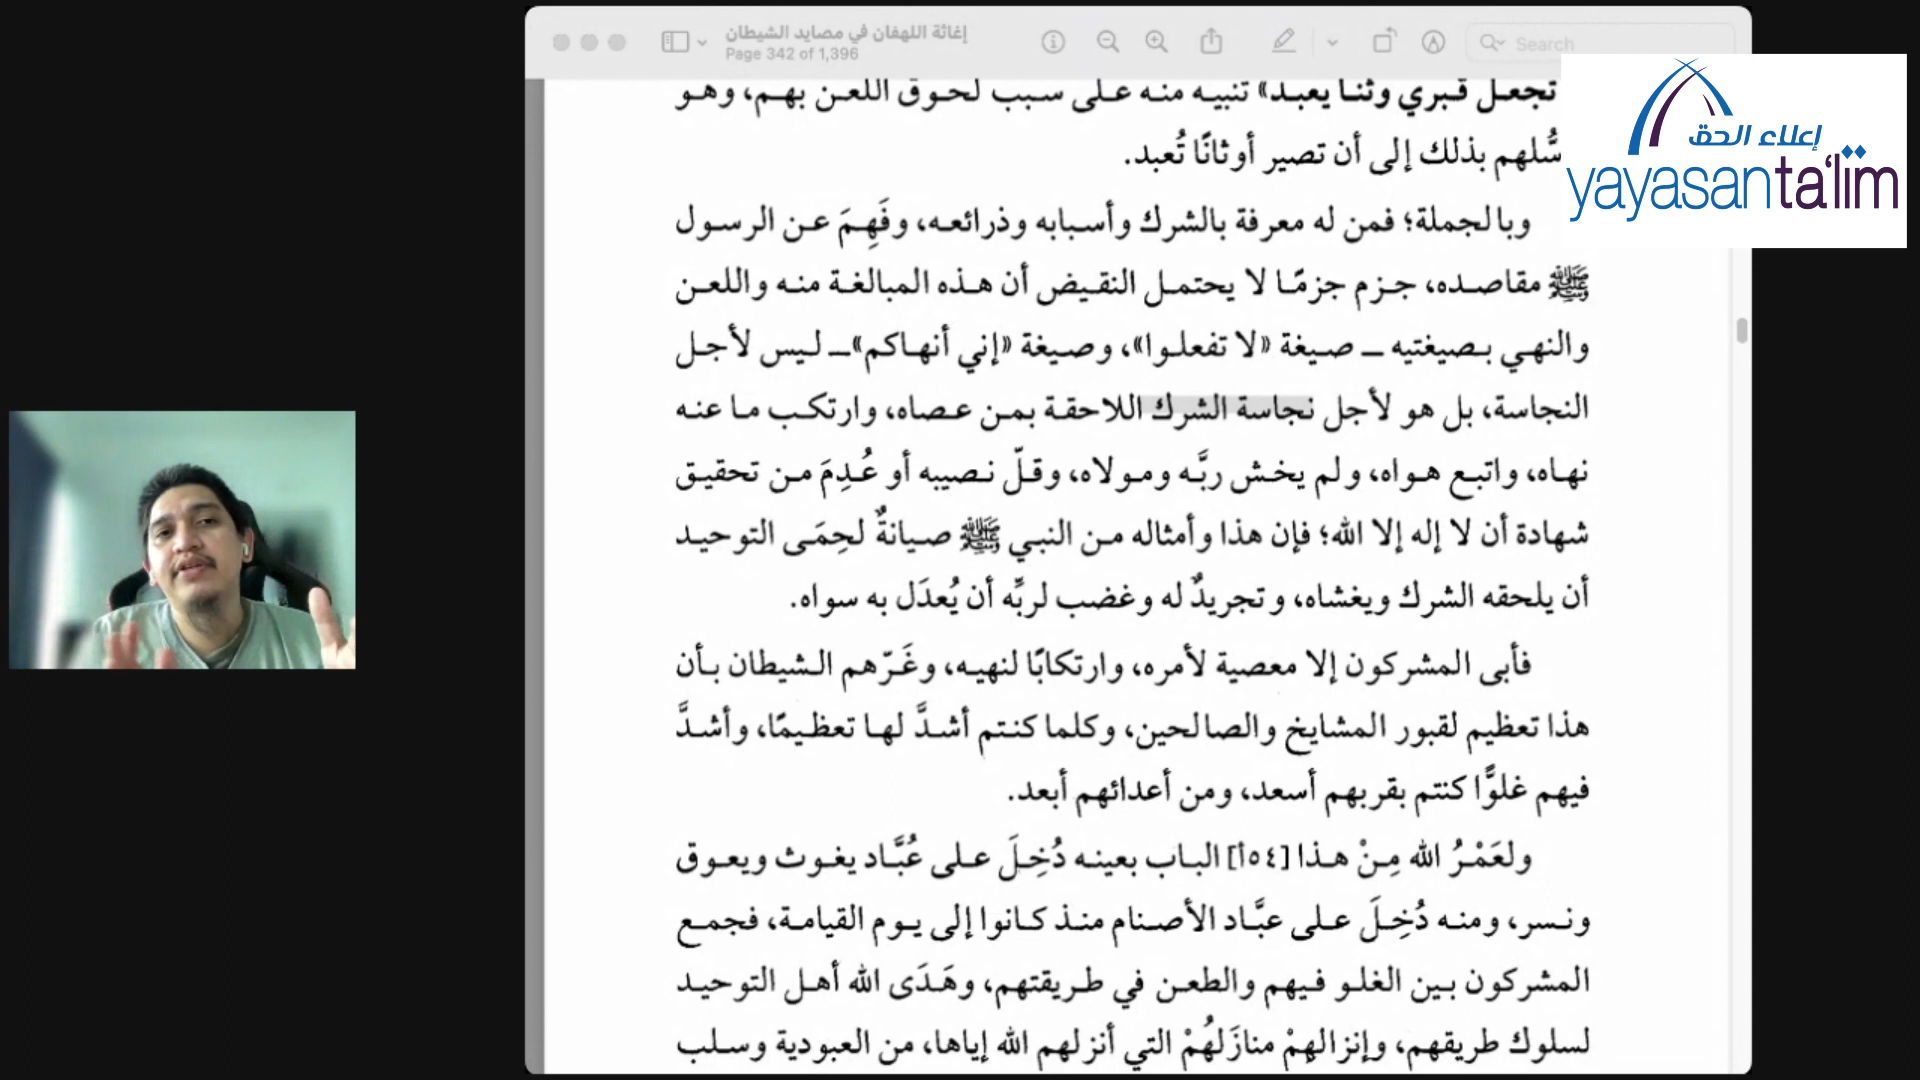 إغاثة اللهفان في مصايد الشيطان
Page 342 of 1,396
Search
إعلاء الحق
yayasanta'lim
تجعل قبري وثنا يعبد» تنبيه منه على سبب لحوق اللعن بهم، وهو
سُّلهم بذلك إلى أن تصير أوثانًا تُعبد.
وبالجملة؛ فمن له معرفة بالشرك وأسبابه وذرائعه، وفَهِمَ عن الرسول
ﷺ مقاصده، جزم جزمًا لا يحتمل النقيض أن هذه المبالغة منه واللعن
والنهي بصيغتيه ــ صيغة «لا تفعلوا»، وصيغة «إني أنهاكم»ــ ليس لأجل
النجاسة، بل هو لأجل نجاسة الشرك اللاحقة بمن عصاه، وارتكب ما عنه
نهاه، واتبع هواه، ولم يخش ربَّه ومولاه، وقلّ نصيبه أو عُدِمَ من تحقيق
شهادة أن لا إله إلا الله؛ فإن هذا وأمثاله من النبي ﷺ صيانةٌ لحِمَى التوحيد
أن يلحقه الشرك ويغشاه، وتجريدٌ له وغضب لربِّه أن يُعدَل به سواه.
فأبى المشركون إلا معصية لأمره، وارتكابًا لنهيه، وغَرّهم الشيطان بأن
هذا تعظيم لقبور المشايخ والصالحين، وكلما كنتم أشدَّ لها تعظيمًا، وأشدَّ
فيهم غلوًّا كنتم بقربهم أسعد، ومن أعدائهم أبعد.
ولعَمْرُ الله مِنْ هذا [٥٤أ] الباب بعينه دُخِلَ على عُبَّاد يغوث ويعوق
ونسر، ومنه دُخِلَ على عبَّاد الأصنام منذ كانوا إلى يوم القيامة، فجمع
المشركون بين الغلو فيهم والطعن في طريقتهم، وهَدَى الله أهل التوحيد
لسلوك طريقهم، وإنزالهِمْ منازَلهُمْ التي أنزلهم الله إياها، من العبودية وسلب